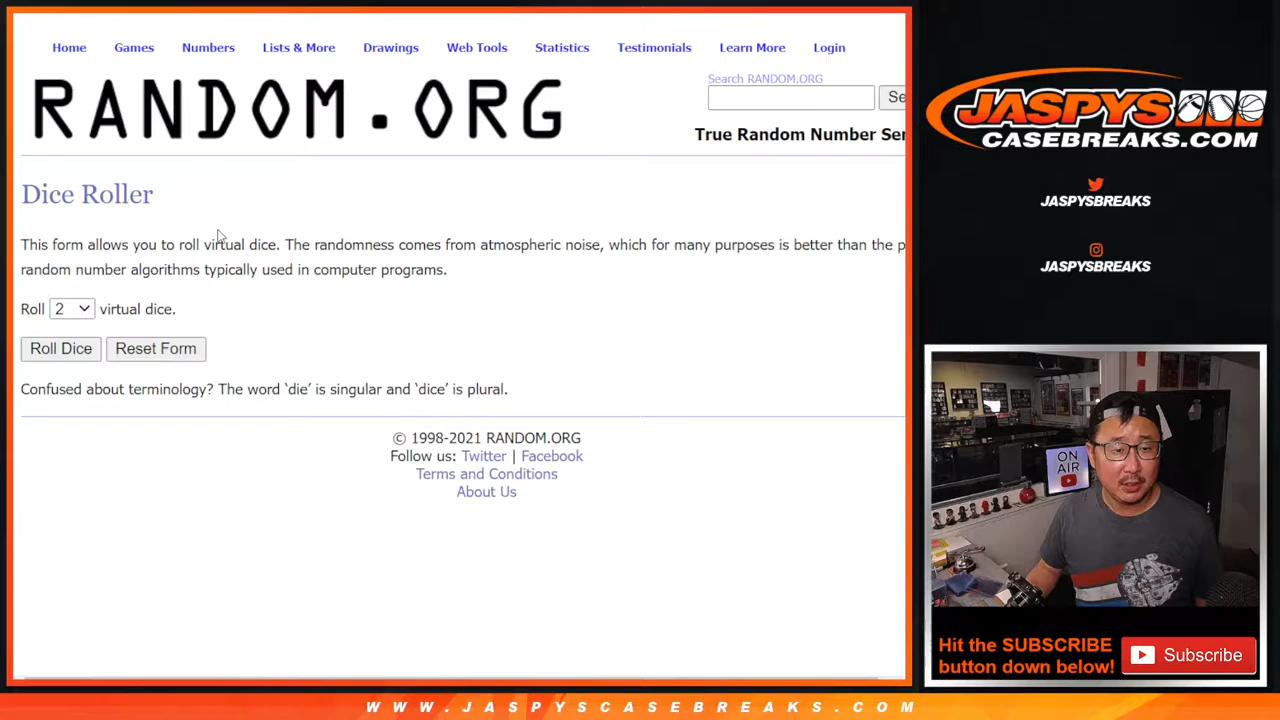 Home Games Numbers Lists & More Drawings Web Tools Statistics Testimonials Learn More Login
RANDOM.ORG
Search RANDOM.ORG
Se
True Random Number Ser
Dice Roller
This form allows you to roll virtual dice. The randomness comes from atmospheric noise, which for many purposes is better than the p
random number algorithms typically used in computer programs.
Roll 2 virtual dice.
Roll Dice Reset Form
Confused about terminology? The word ‘die’ is singular and ‘dice’ is plural.
© 1998-2021 RANDOM.ORG
Follow us: Twitter | Facebook
Terms and Conditions
About Us
JASPYS
CASEBREAKS.COM
JASPYSBREAKS
JASPYSBREAKS
ON
AIR
Hit the SUBSCRIBE
button down below!
Subscribe
WWW.JASPYSCASEBREAKS.COM